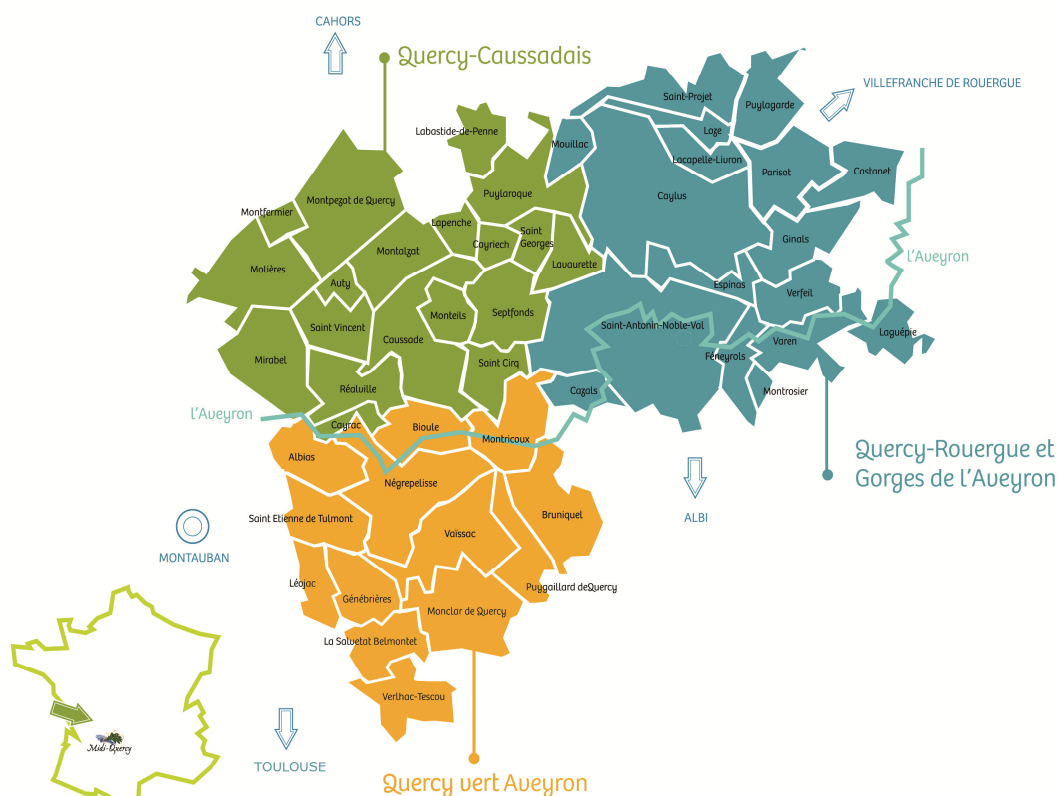 CAHORS
Quercy-Caussadais
VILLEFRANCHE DE ROUERGUE
Saint-Projet
Puylagarde
Labastide-de-Penne
Loze
Mouillac
Lacapelle-Livron
Parisot
Castanet
Puylaroque
Caylus
Montpezat de Quercy
Montfermier
Lapenche
Saint
Georges
Cayriech
Ginals
Montalzat
L'Aveyron
Lavaurette
Molières
Auty
Espinas
Verfeil
Monteils
Septfonds
Saint Vincent
Saint-Antonin-Noble-Val
Laguépie
Caussade
Varen
Féneyrols
Mirabel
Saint Cirq
Réalville
Cazals
Montrosier
L'Aveyron
Cayrac
Bioule
Montricoux
Quercy-Rouergue et
Gorges de l'Aveyron
Albias
Négrepelisse
Saint Etienne de Tulmont
Bruniquel
ALBI
Vaïssac
MONTAUBAN
Léojac
Puygaillard deQuercy
Génébrières
Monclar de Quercy
La Salvetat Belmontet
Verlhac-Tescou
Midi-Quercy
TOULOUSE
Quercy vert Aveyron